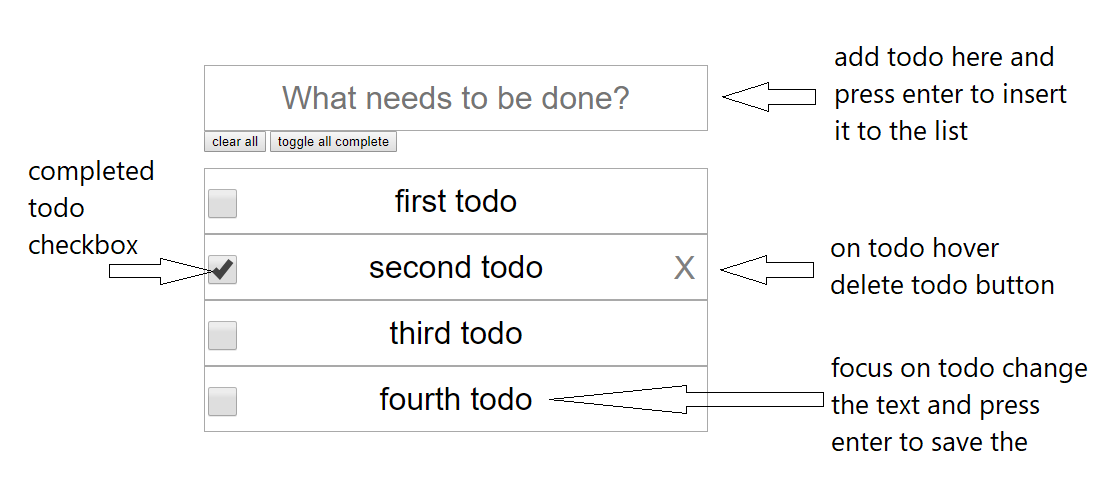 add todo here and
press enter to insert
it to the list
What needs to be done?
clear all
toggle all complete
completed
todo
checkbox
first todo
second todo
X
on todo hover
delete todo button
third todo
fourth todo
focus on todo change
the text and press
enter to save the